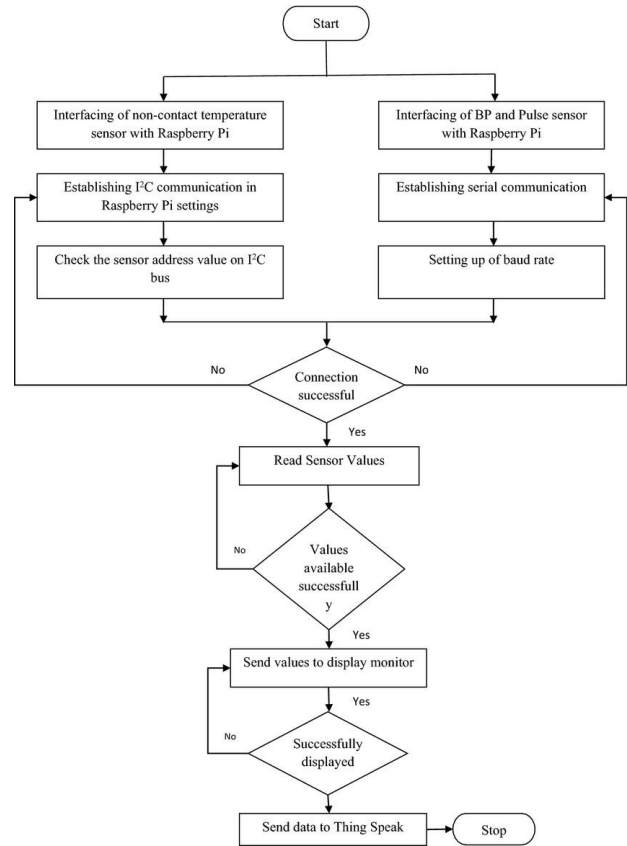 Start
Interfacing of non-contact temperature
sensor with Raspberry Pi
Interfacing of BP and Pulse sensor
with Raspberry Pi
Establishing I²C communication in
Raspberry Pi settings
Establishing serial communication
Check the sensor address value on I²C
bus
Setting up of baud rate
No
No
Connection
successful
Yes
Read Sensor Values
No
Values
available
successfull
y
Yes
Send values to display monitor
Yes
No
Successfully
displayed
Send data to Thing Speak
Stop